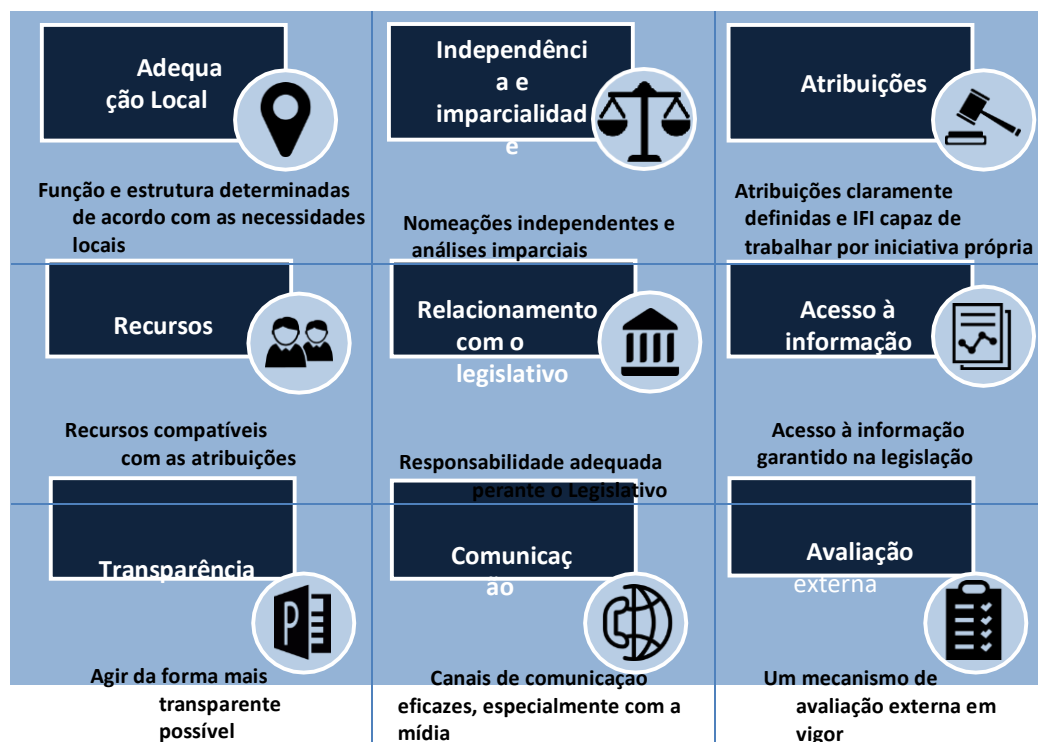 Adequa
ção Local
Função e estrutura determinadas
de acordo com as necessidades
locais
Independênci
a e
imparcialidad
e
Nomeações independentes e
análises imparciais
Atribuições
Atribuições claramente
definidas e IFI capaz de
trabalhar por iniciativa própria
Recursos
Recursos compatíveis
com as atribuições
Relacionamento
com o
legislativo
Responsabilidade adequada
perante o Legislativo
Acesso à
informação
Acesso à informação
garantido na legislação
Transparência
P
Agir da forma mais
transparente
possível
Comunicaç
ão
Canais de comunicação
eficazes, especialmente com a
mídia
Avaliação
externa
Um mecanismo de
avaliação externa em
vigor